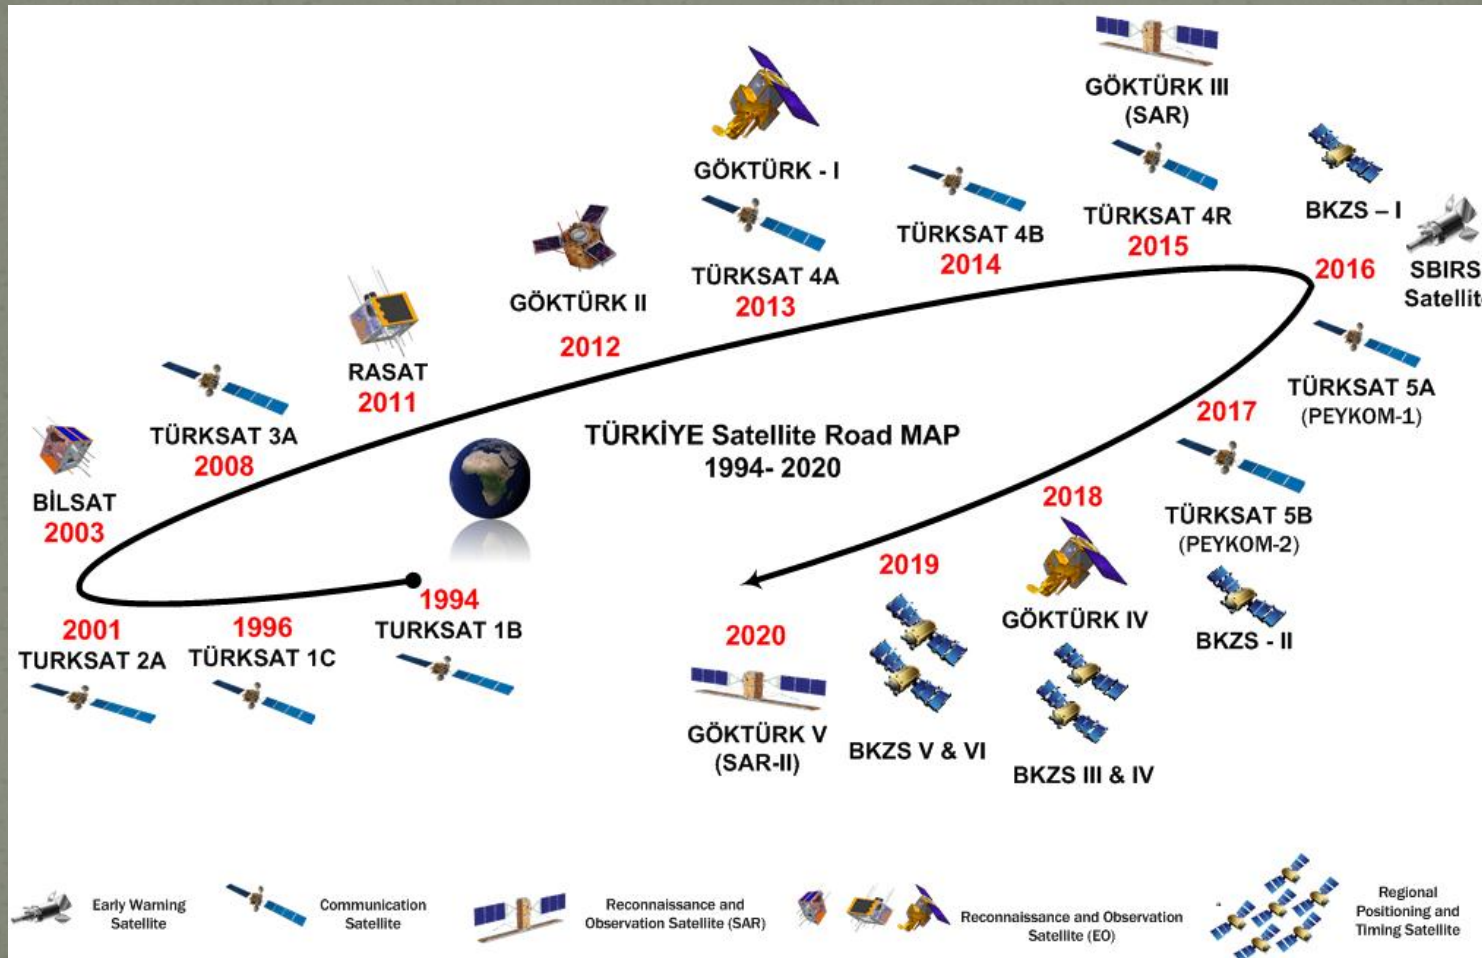 GÖKTÜRK III
(SAR)
GÖKTÜRK - I
BKZS – I
TÜRKSAT 4R
2015
TÜRKSAT 4B
2014
TÜRKSAT 4A
2013
2016
SBIRS
Satellite
GÖKTÜRK II
2012
RASAT
2011
TÜRKSAT 5A
(PEYKOM-1)
2017
TÜRKSAT 3A
2008
TÜRKİYE Satellite Road MAP
1994- 2020
BİLSAT
2003
2018
TÜRKSAT 5B
(PEYKOM-2)
2019
1994
TURKSAT 1B
1996
TÜRKSAT 1C
2001
TURKSAT 2A
GÖKTÜRK IV
BKZS - II
2020
GÖKTÜRK V
(SAR-II)
BKZS V & VI
BKZS III & IV
Early Warning
Satellite
Communication
Satellite
Reconnaissance and
Observation Satellite (SAR)
Reconnaissance and Observation
Satellite (EO)
Regional
Positioning and
Timing Satellite